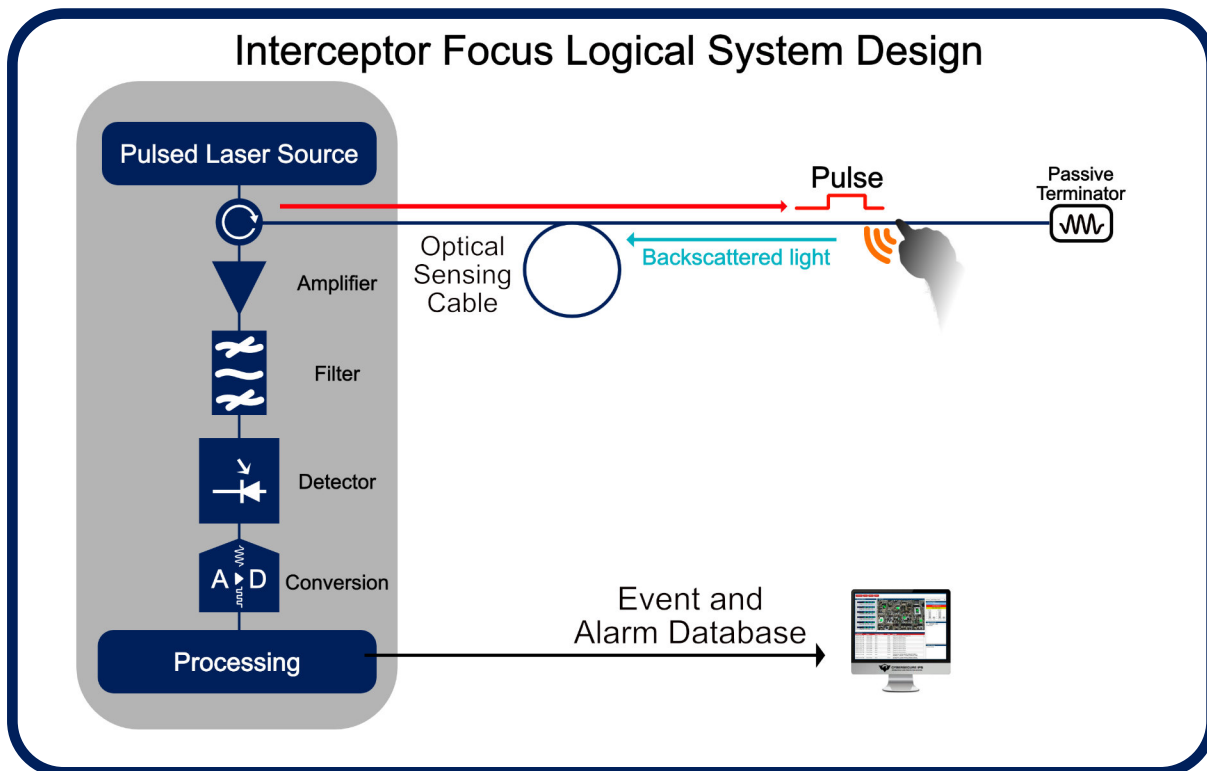 Interceptor Focus Logical System Design
Pulsed Laser Source
Pulse
Passive
Terminator
Optical
Sensing
Cable
Backscattered light
Amplifier
Filter
Detector
A D
Conversion
Event and
Alarm Database
Processing